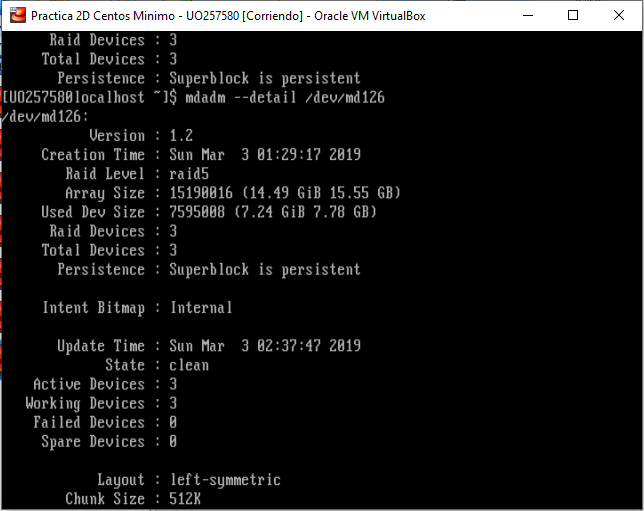 Practica 2D Centos Minimo - UO257580 [Corriendo] - Oracle VM VirtualBox
Raid Devices : 3
Total Devices : 3
Persistence : Superblock is persistent
[UO257580localhost ~]$ mdadm --detail /dev/md126
/dev/md126:
Version : 1.2
Creation Time : Sun Mar  3 01:29:17 2019
Raid Level : raid5
Array Size : 15190016 (14.49 GiB 15.55 GB)
Used Dev Size : 7595008 (7.24 GiB 7.78 GB)
Raid Devices : 3
Total Devices : 3
Persistence : Superblock is persistent
Intent Bitmap : Internal
Update Time : Sun Mar  3 02:37:47 2019
State : clean
Active Devices : 3
Working Devices : 3
Failed Devices : 0
Spare Devices : 0
Layout : left-symmetric
Chunk Size : 512K